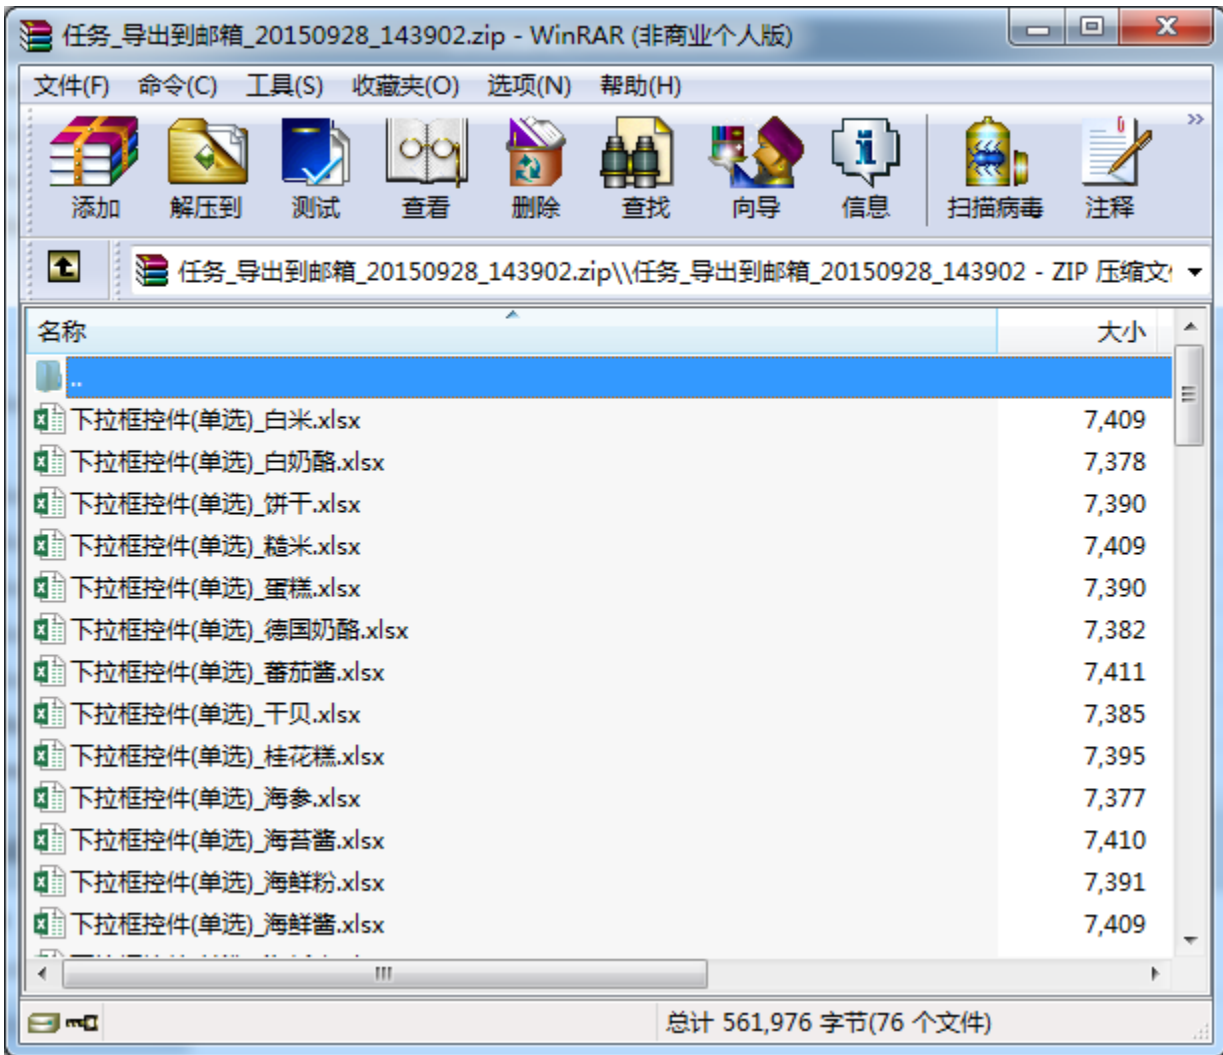 任务_导出到邮箱_20150928_143902.zip - WinRAR (非商业个人版)
文件(F) 命令(C) 工具(S) 收藏夹(O) 选项(N) 帮助(H)
添加 解压到 测试 查看 删除 查找 向导 信息 扫描病毒 注释
任务_导出到邮箱_20150928_143902.zip\\任务_导出到邮箱_20150928_143902 - ZIP 压缩文
名称 大小
..
下拉框控件(单选)_白米.xlsx 7,409
下拉框控件(单选)_白奶酪.xlsx 7,378
下拉框控件(单选)_饼干.xlsx 7,390
下拉框控件(单选)_糙米.xlsx 7,409
下拉框控件(单选)_蛋糕.xlsx 7,390
下拉框控件(单选)_德国奶酪.xlsx 7,382
下拉框控件(单选)_蕃茄酱.xlsx 7,411
下拉框控件(单选)_干贝.xlsx 7,385
下拉框控件(单选)_桂花糕.xlsx 7,395
下拉框控件(单选)_海参.xlsx 7,377
下拉框控件(单选)_海苔酱.xlsx 7,410
下拉框控件(单选)_海鲜粉.xlsx 7,391
下拉框控件(单选)_海鲜酱.xlsx 7,409
总计 561,976 字节(76 个文件)